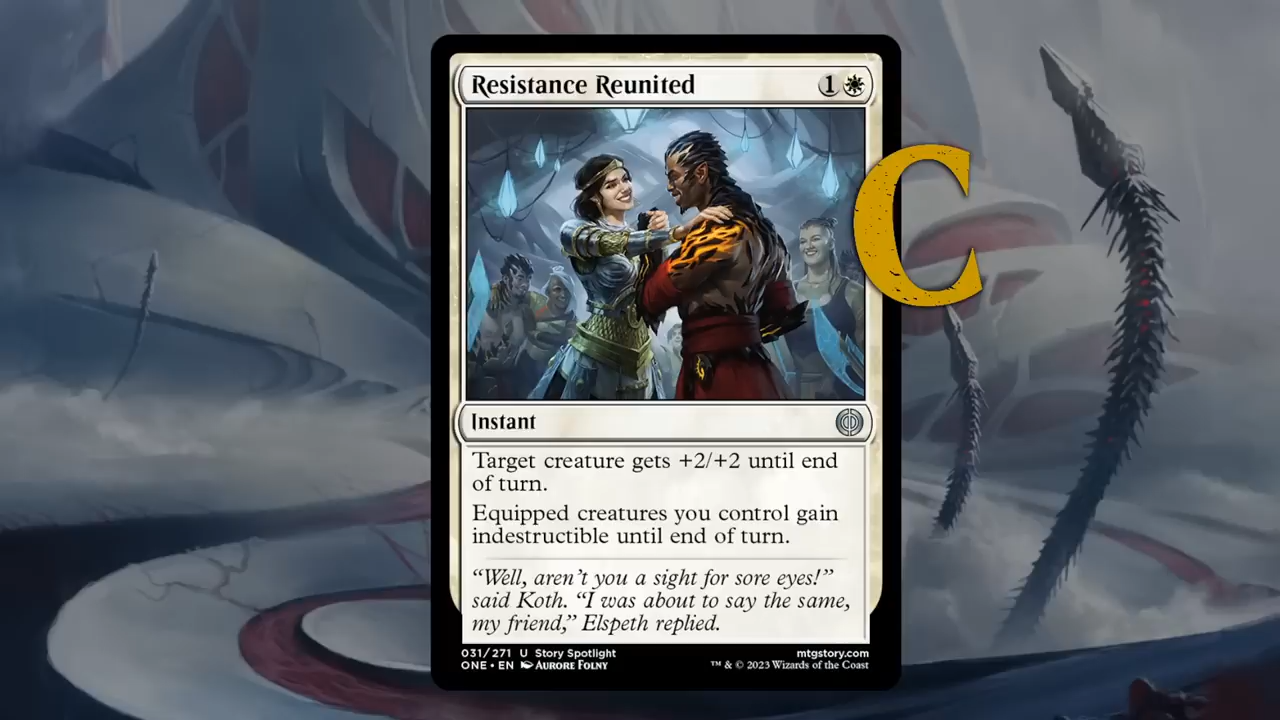 Resistance Reunited 1
C
Instant
Target creature gets +2/+2 until end
of turn.
Equipped creatures you control gain
indestructible until end of turn.
“Well, aren’t you a sight for sore eyes!”
said Koth. “I was about to say the same,
my friend,” Elspeth replied.
031/271 U Story Spotlight mtgstory.com
ONE • EN Aurore Folny ™ & © 2023 Wizards of the Coast